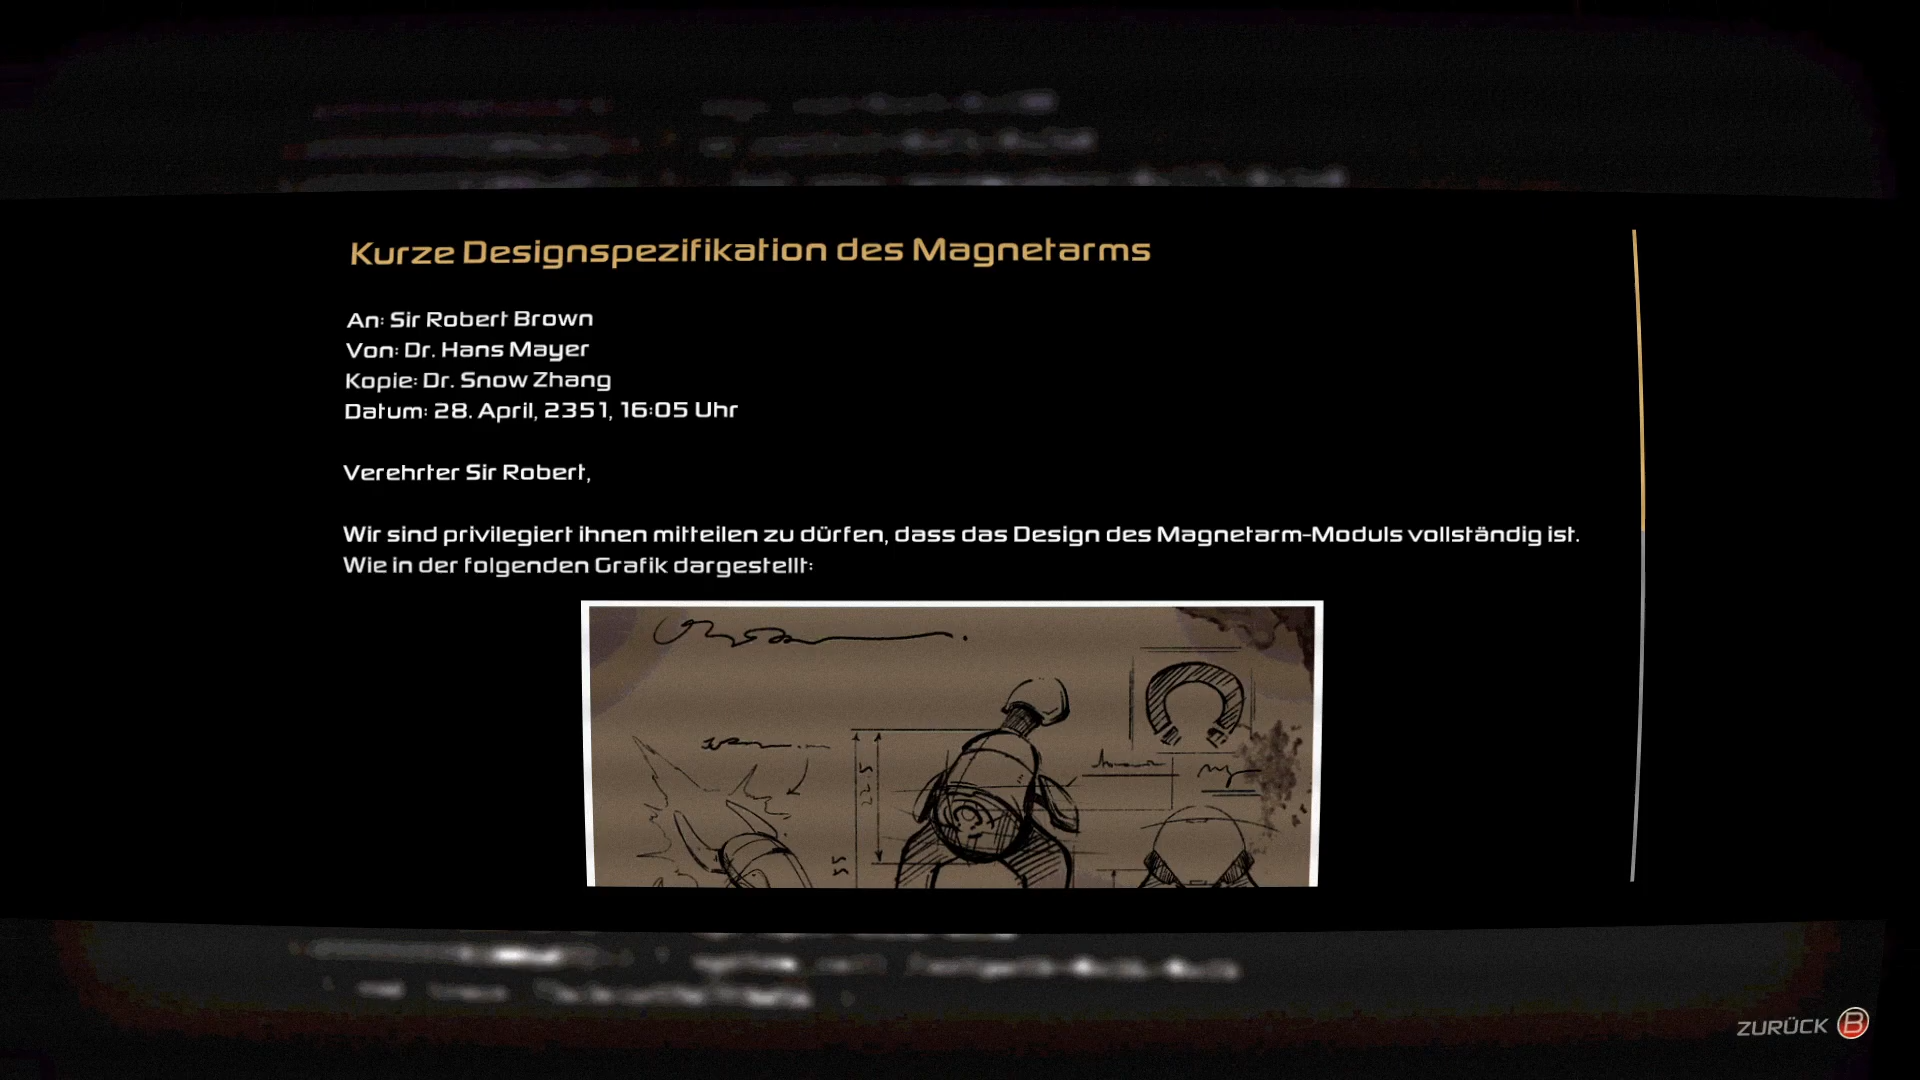 Kurze Designspezifikation des Magnetarms
An: Sir Robert Brown
Von: Dr. Hans Mayer
Kopie: Dr. Snow Zhang
Datum: 28. April, 2351, 16:05 Uhr
Verehrter Sir Robert,
Wir sind privilegiert ihnen mitteilen zu dürfen, dass das Design des Magnetarm-Moduls vollständig ist.
Wie in der folgenden Grafik dargestellt:
ZURÜCK B